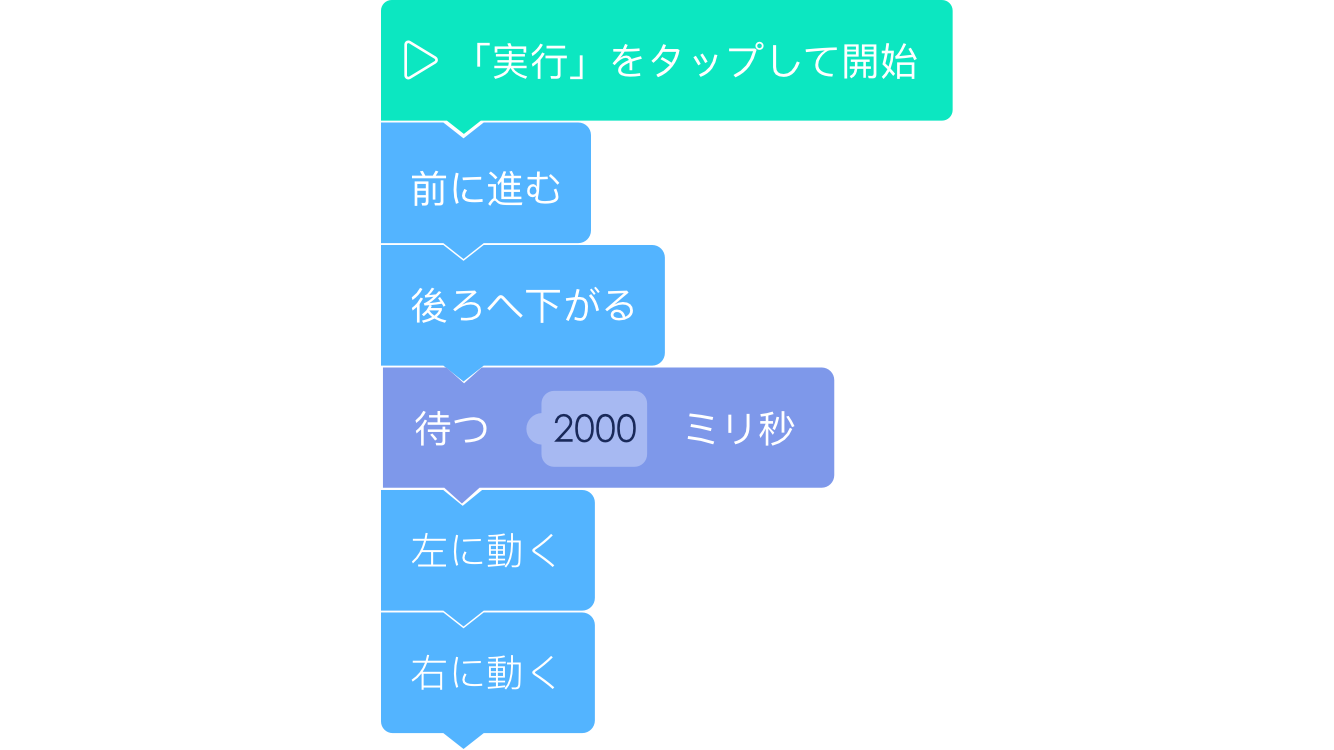 「実行」をタップして開始
前に進む
後ろへ下がる
待つ 2000 ミリ秒
左に動く
右に動く